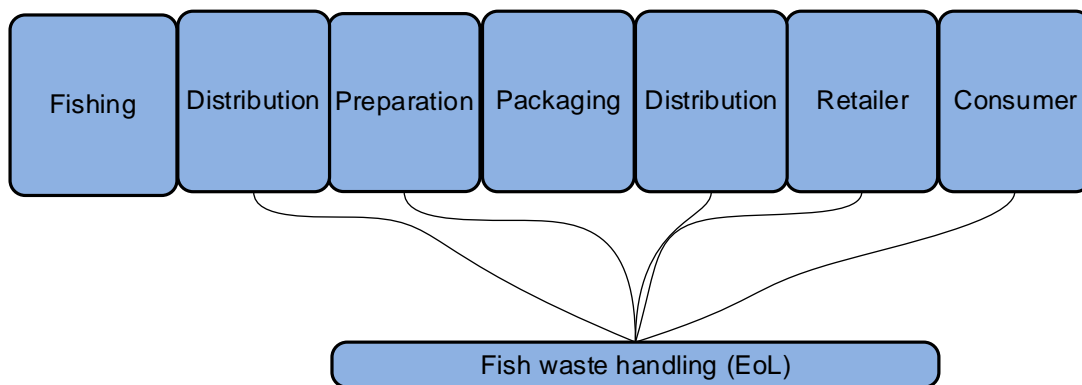 Fishing
Distribution
Preparation
Packaging
Distribution
Retailer
Consumer
Fish waste handling (EoL)